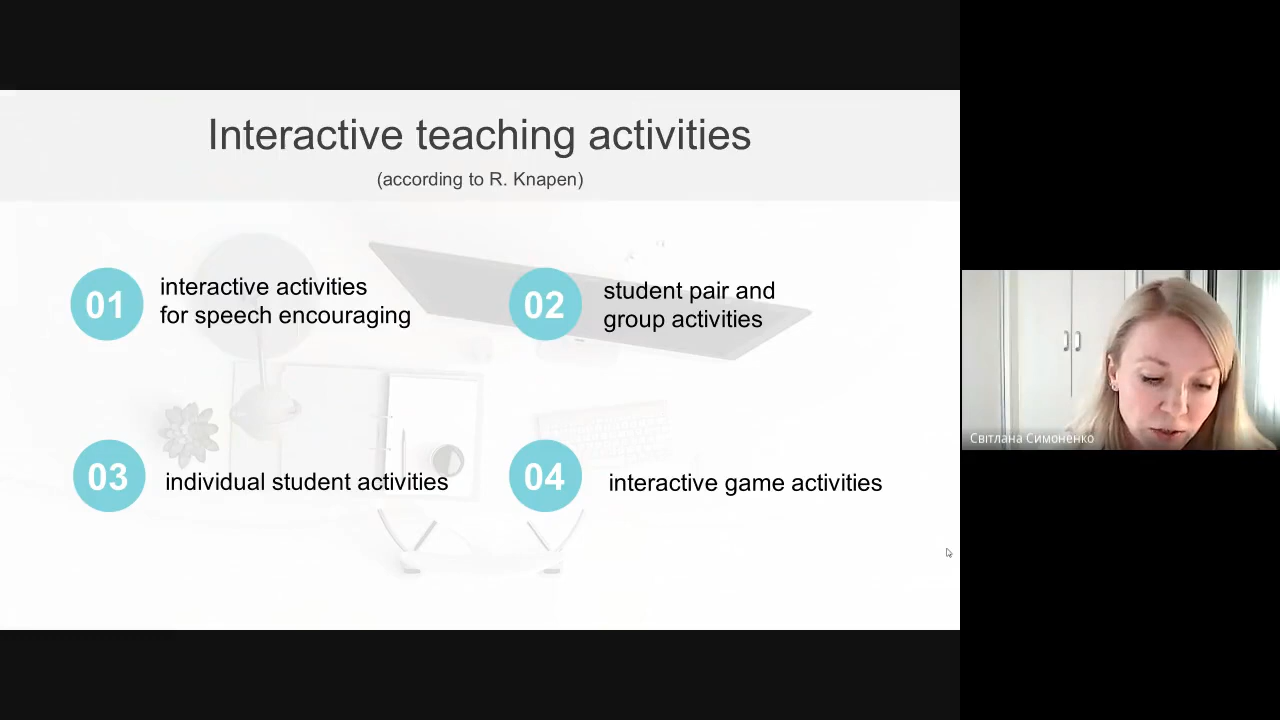 Interactive teaching activities
(according to R. Knapen)
01
interactive activities
for speech encouraging
02
student pair and
group activities
03
individual student activities
04
interactive game activities
Світлана Симоненко